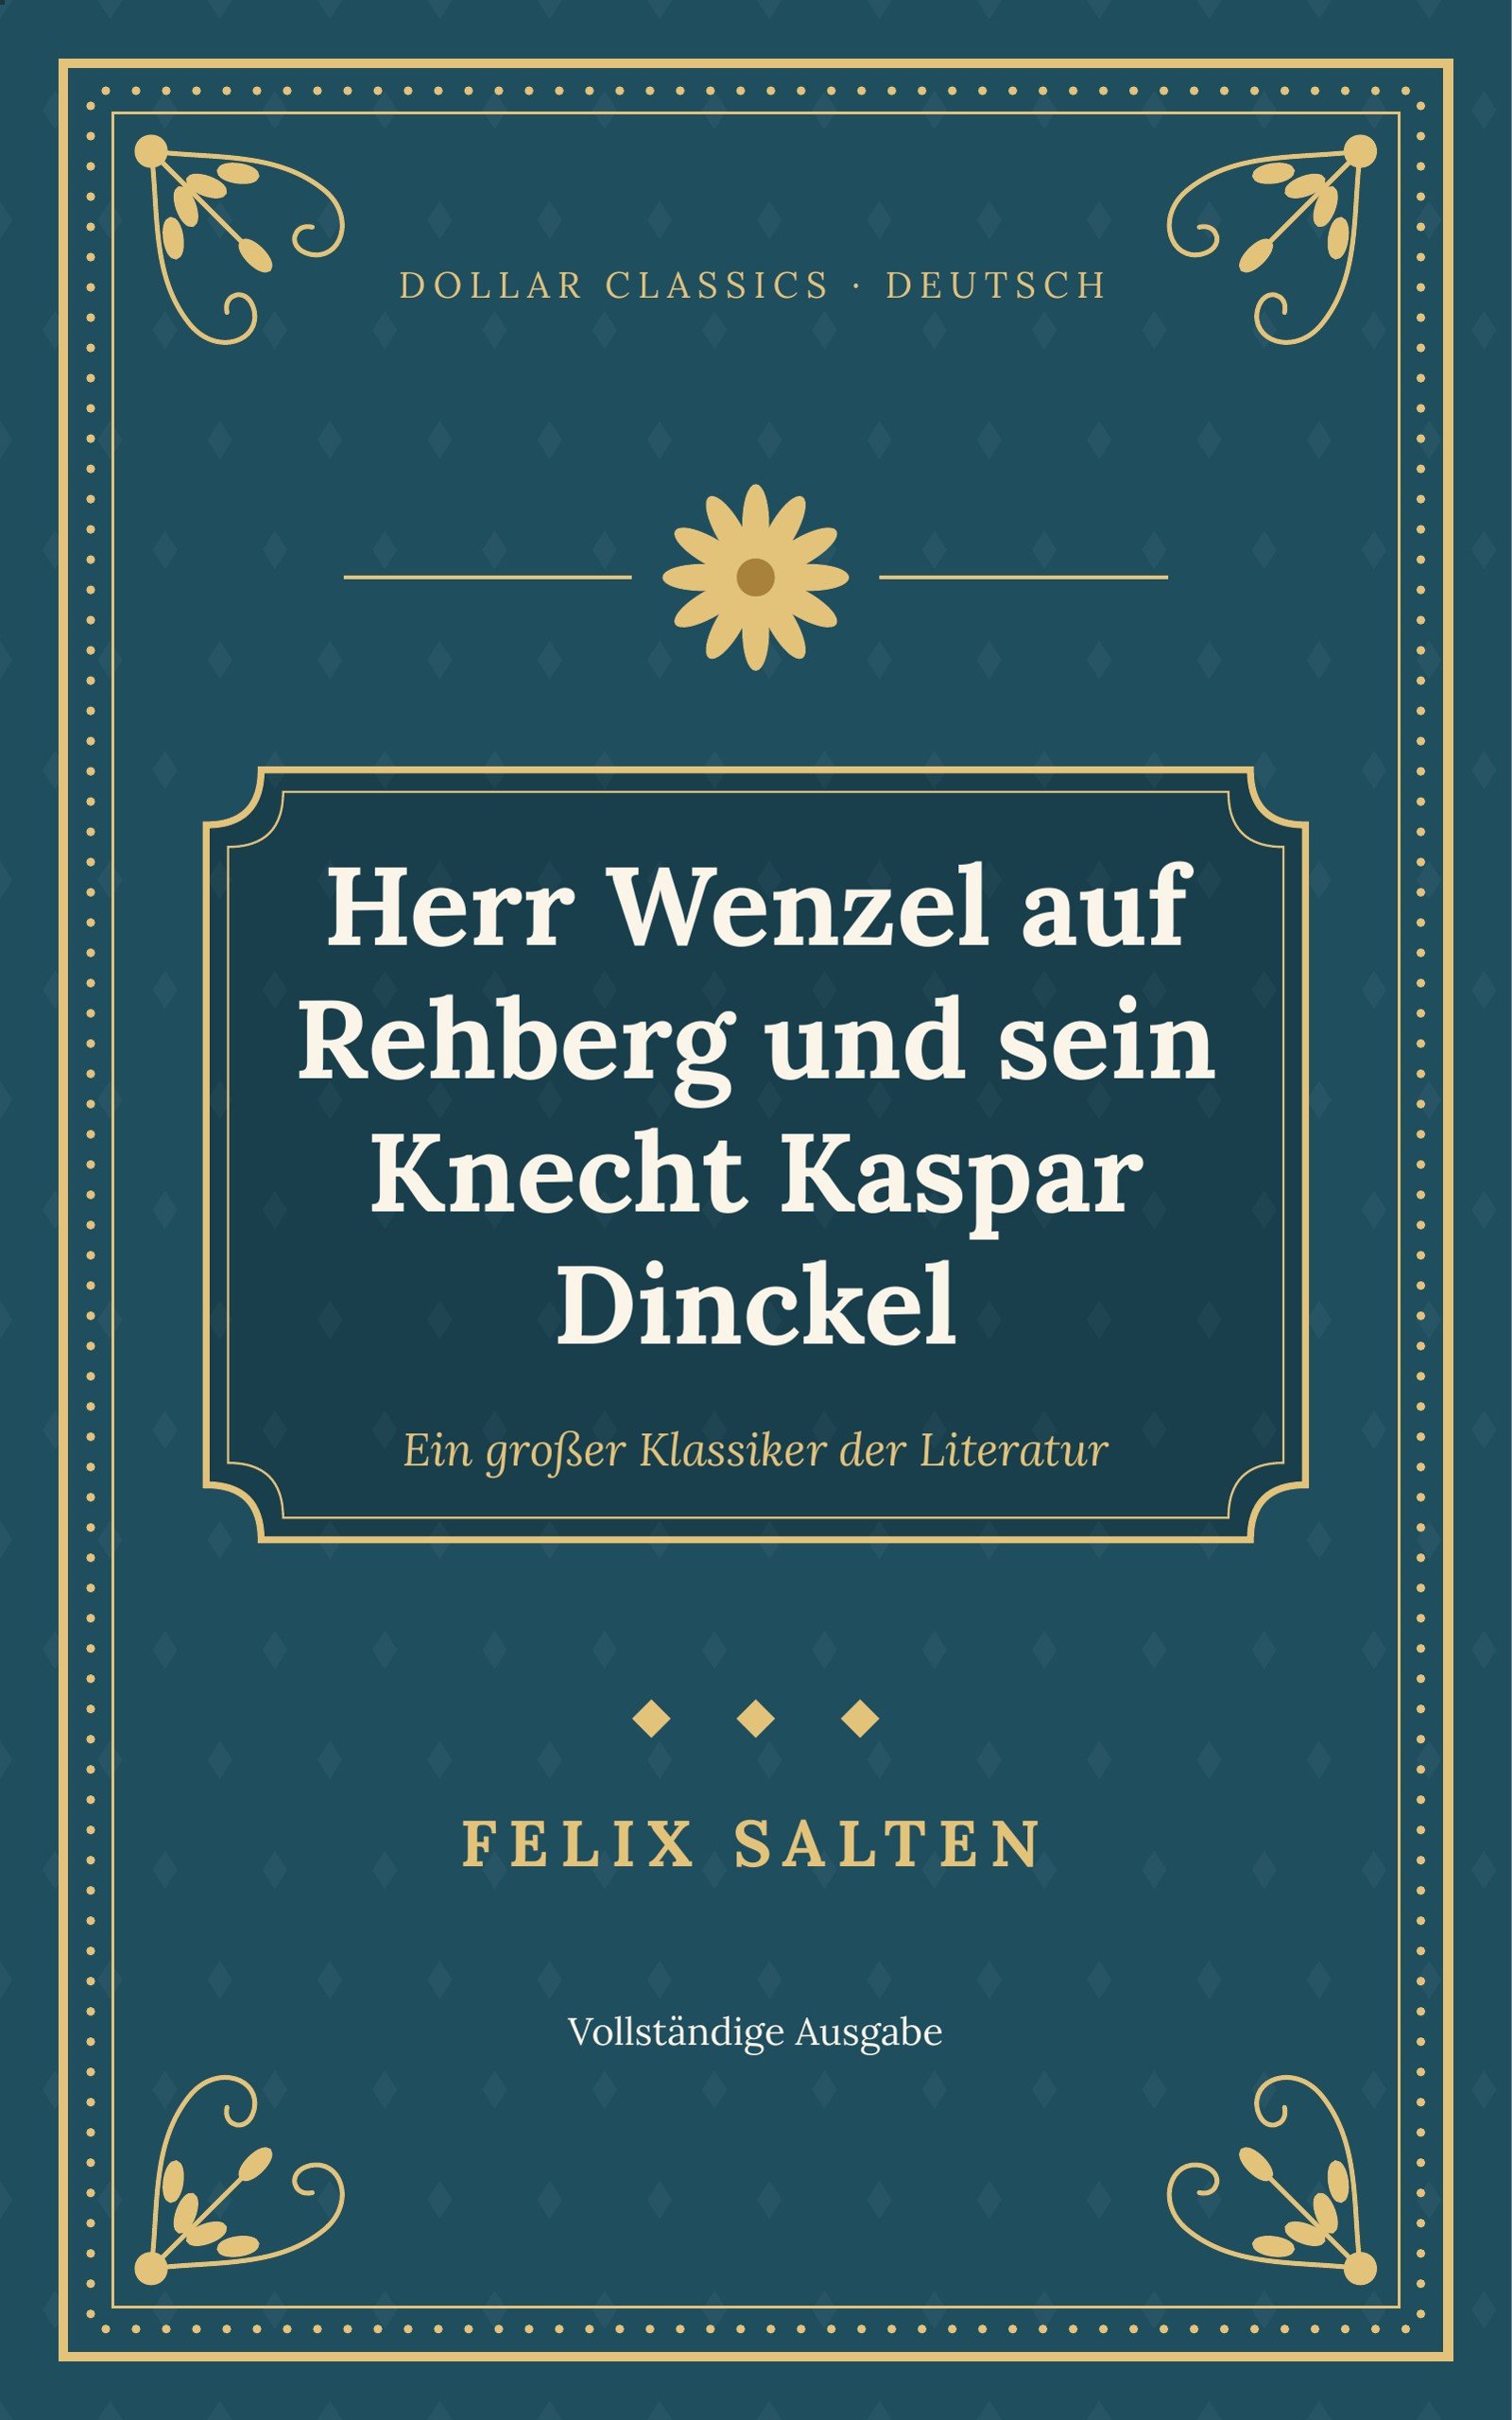 DOLLAR CLASSICS · DEUTSCH
Herr Wenzel auf
Rehberg und sein
Knecht Kaspar
Dinckel
Ein großer Klassiker der Literatur
FELIX SALTEN
Vollständige Ausgabe